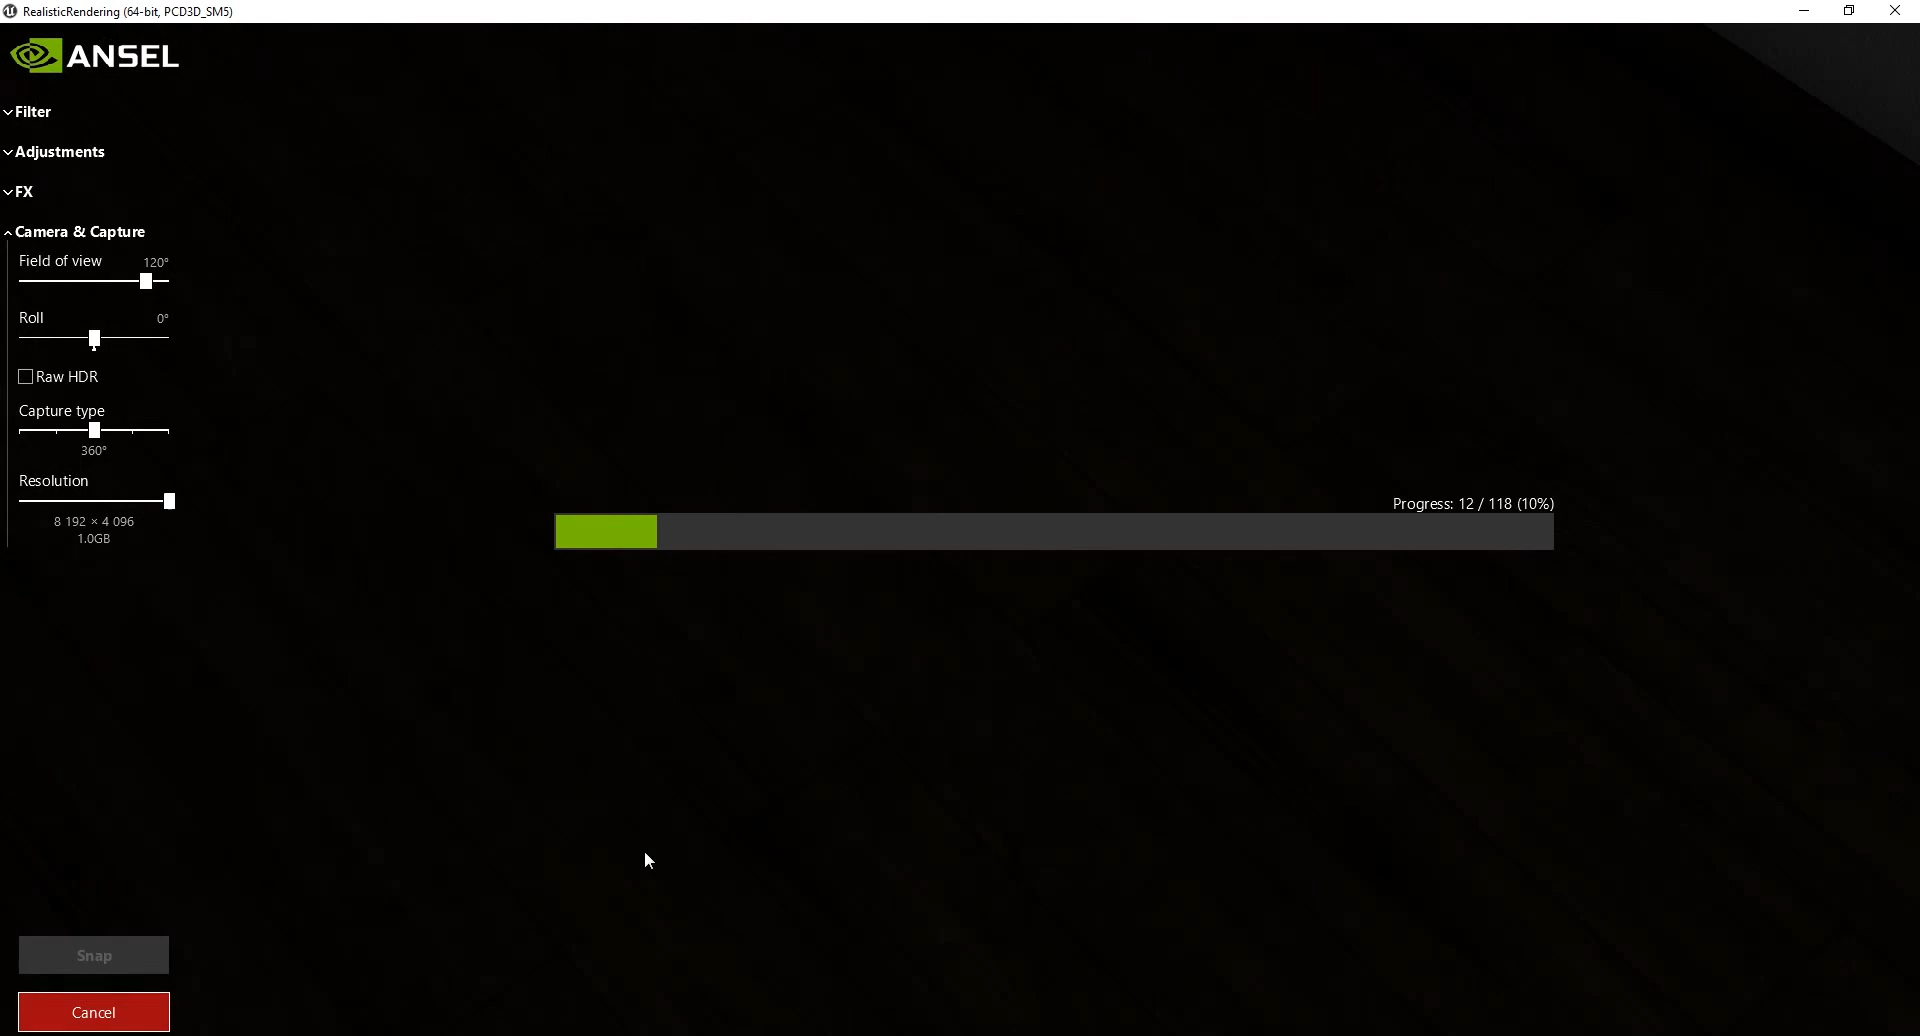 RealisticRendering (64-bit, PCD3D_SM5)
ANSEL
Filter
Adjustments
FX
Camera & Capture
Field of view 120°
Roll 0°
Raw HDR
Capture type
360°
Resolution
8 192 × 4 096
1.0GB
Progress: 12 / 118 (10%)
Snap
Cancel